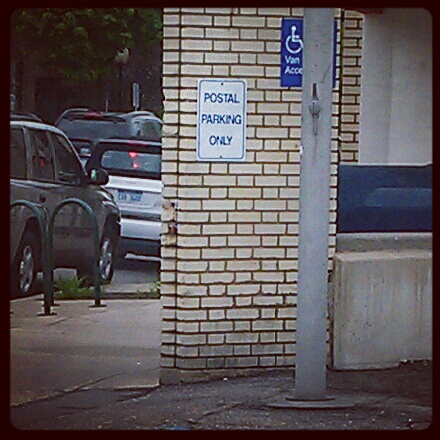 POSTAL
PARKING
ONLY
Van
Acce